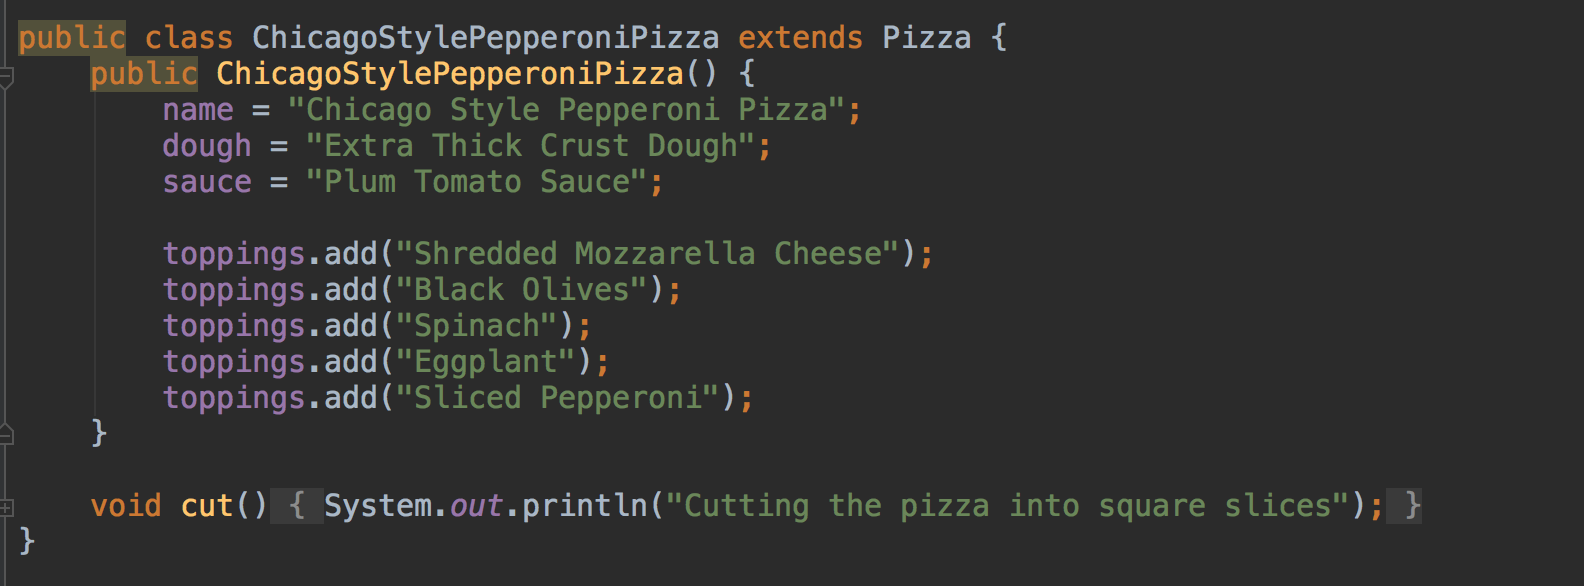 public class ChicagoStylePepperoniPizza extends Pizza {
    public ChicagoStylePepperoniPizza() {
        name = "Chicago Style Pepperoni Pizza";
        dough = "Extra Thick Crust Dough";
        sauce = "Plum Tomato Sauce";

        toppings.add("Shredded Mozzarella Cheese");
        toppings.add("Black Olives");
        toppings.add("Spinach");
        toppings.add("Eggplant");
        toppings.add("Sliced Pepperoni");
    }

    void cut() { System.out.println("Cutting the pizza into square slices"); }
}